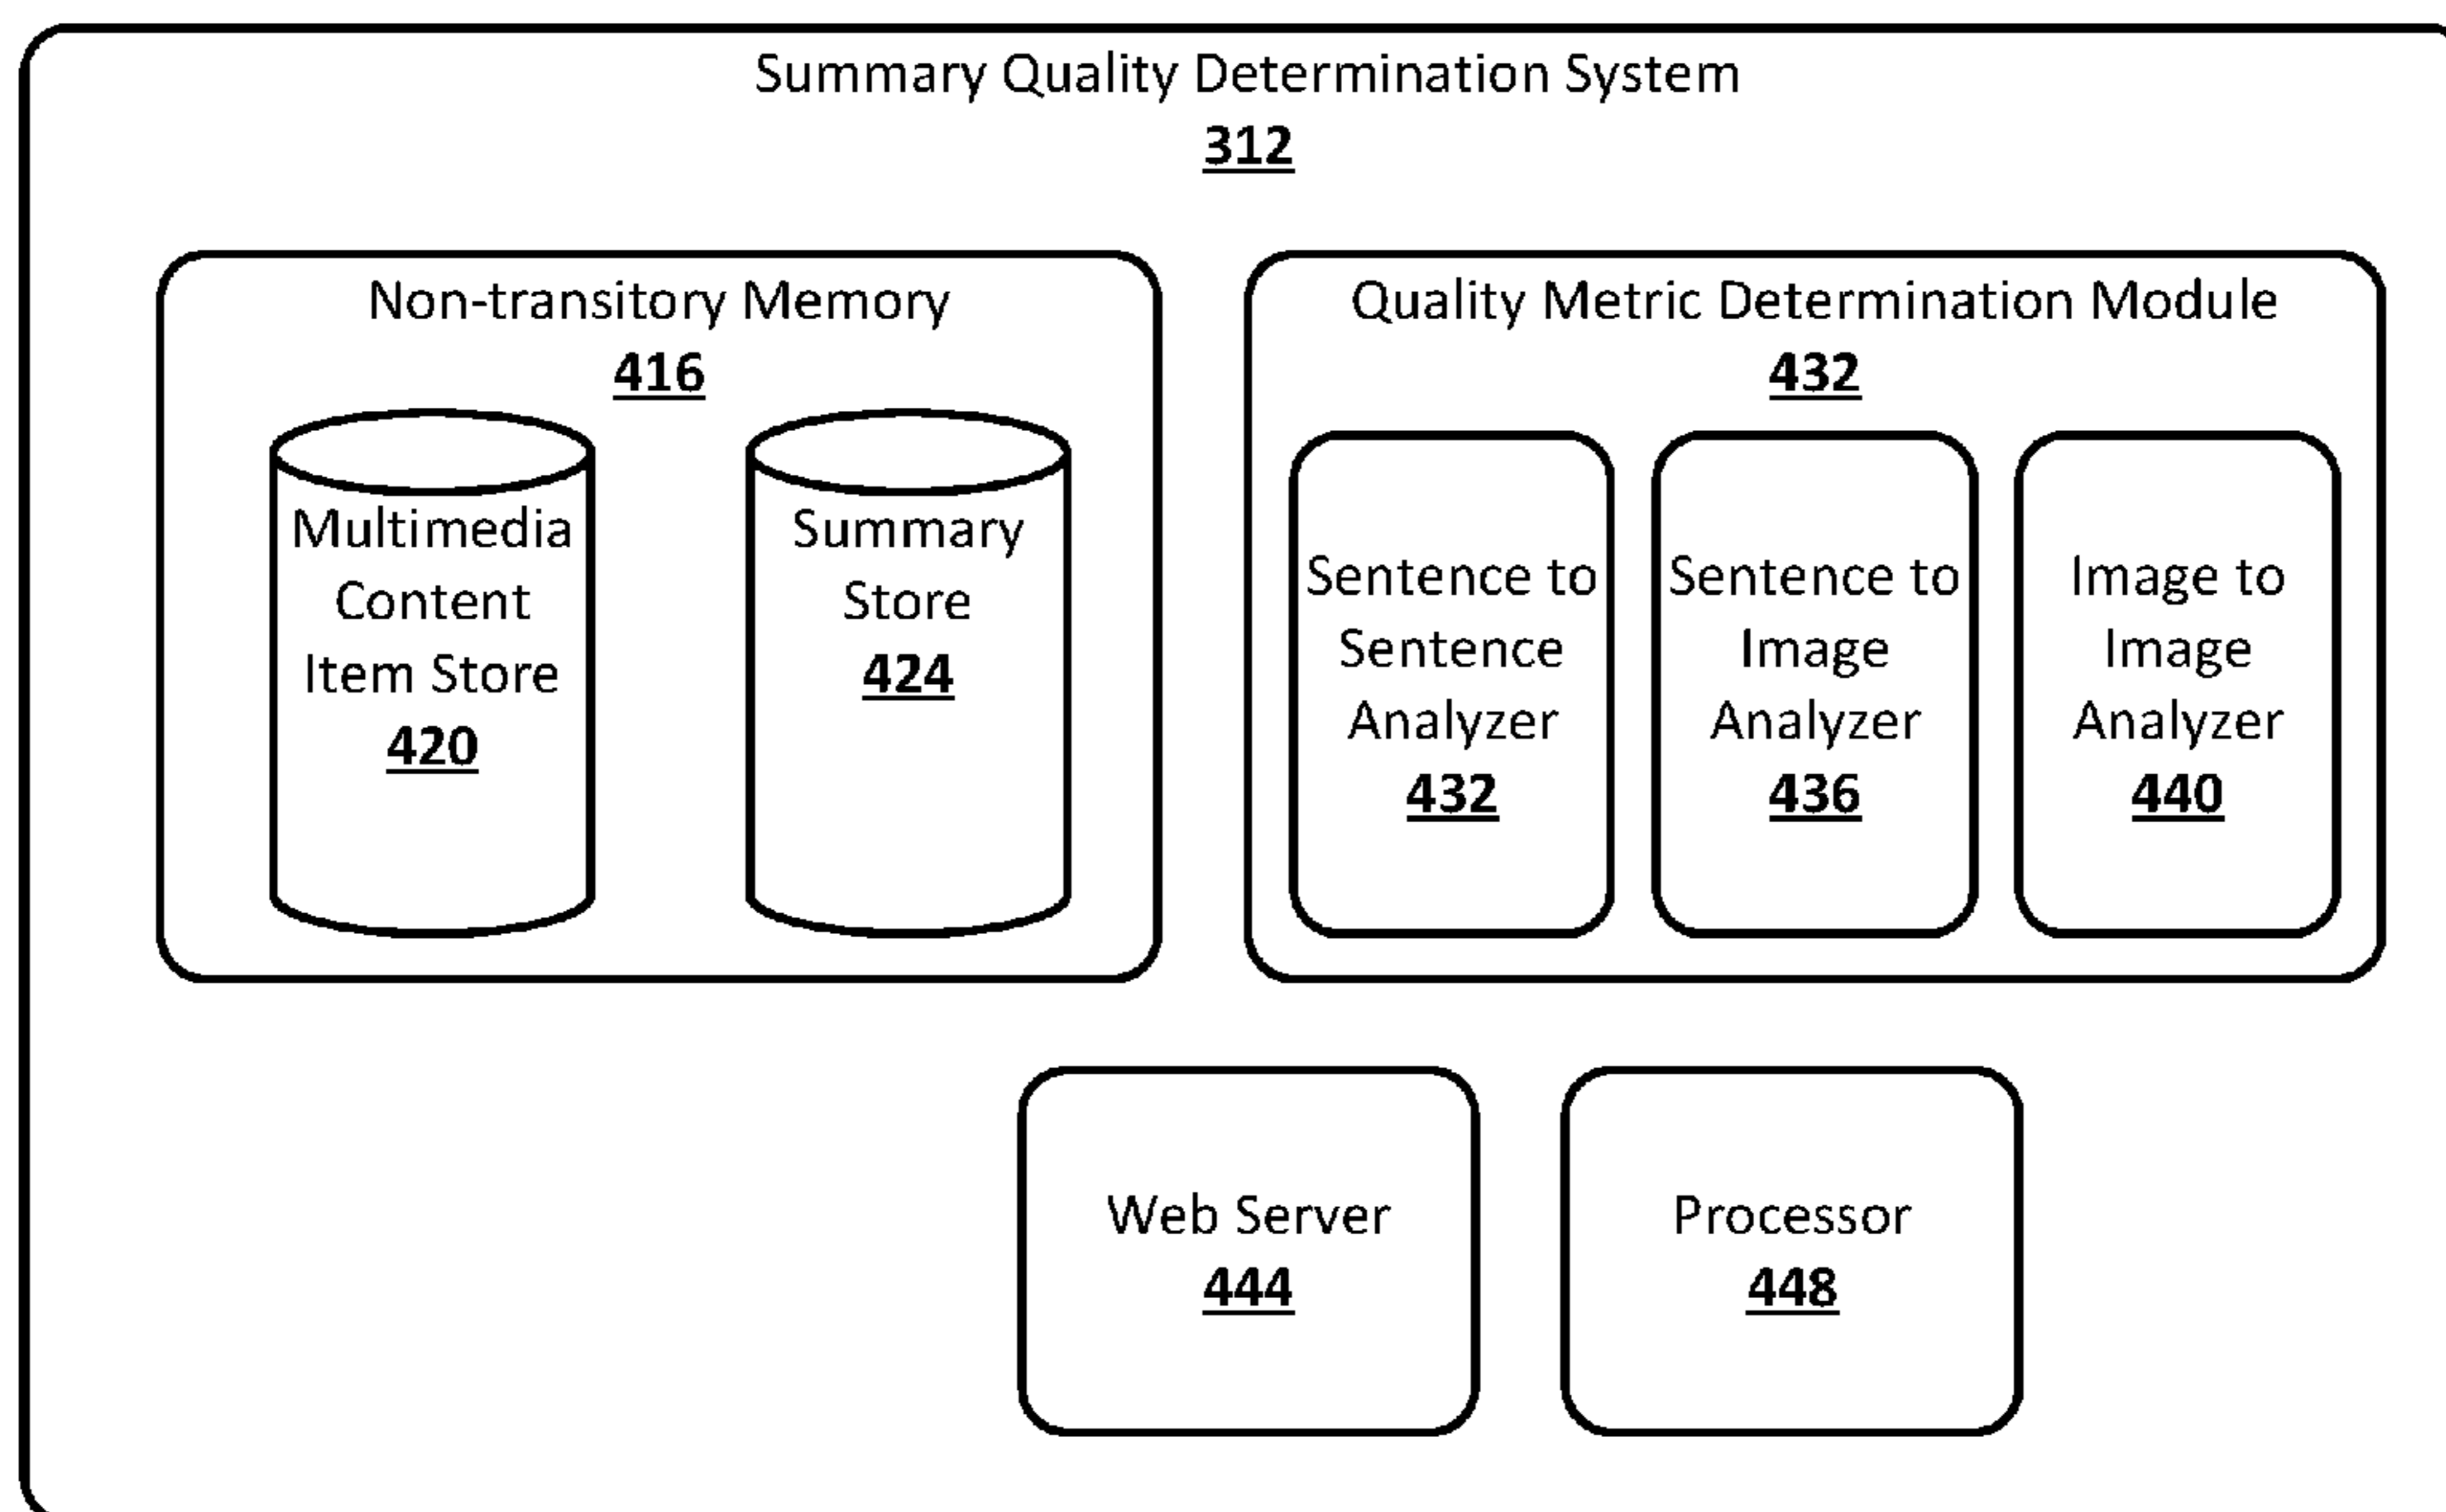 Summary Quality Determination System
312
Non-transitory Memory
416
Multimedia
Content
Item Store
420
Summary
Store
424
Quality Metric Determination Module
432
Sentence to
Sentence
Analyzer
432
Sentence to
Image
Analyzer
436
Image to
Image
Analyzer
440
Web Server
444
Processor
448